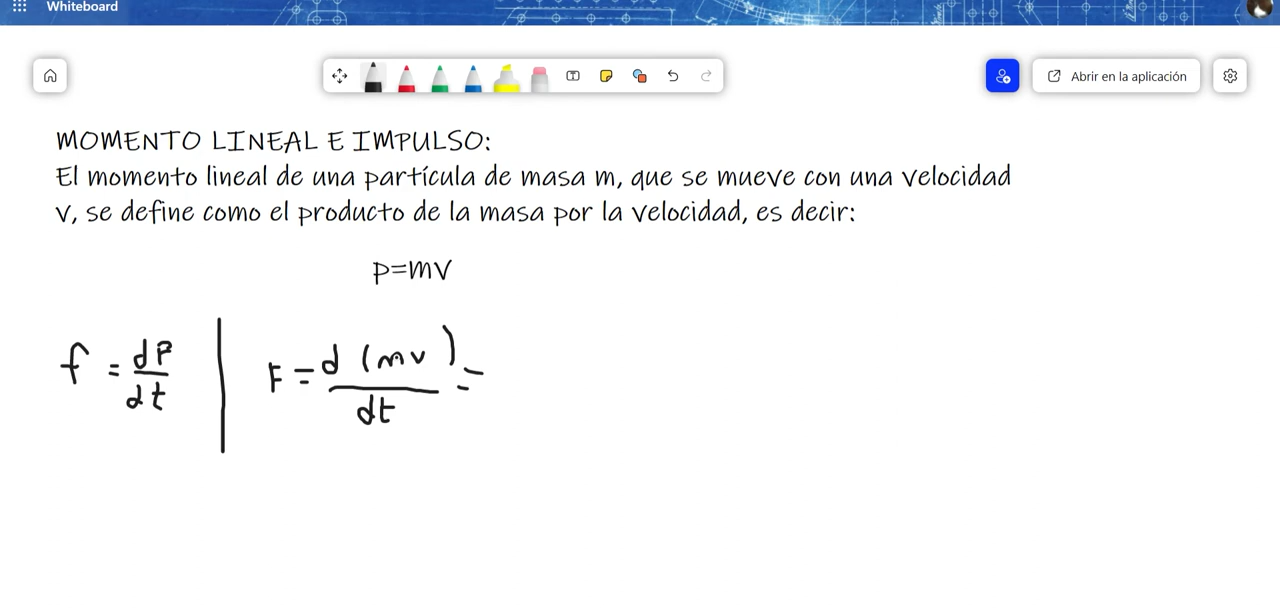 Whiteboard
Abrir en la aplicación
MOMENTO LINEAL E IMPULSO:
El momento lineal de una partícula de masa m, que se mueve con una velocidad
v, se define como el producto de la masa por la velocidad, es decir:
p=mv
f = dP/dt | F = d(mv)/dt =